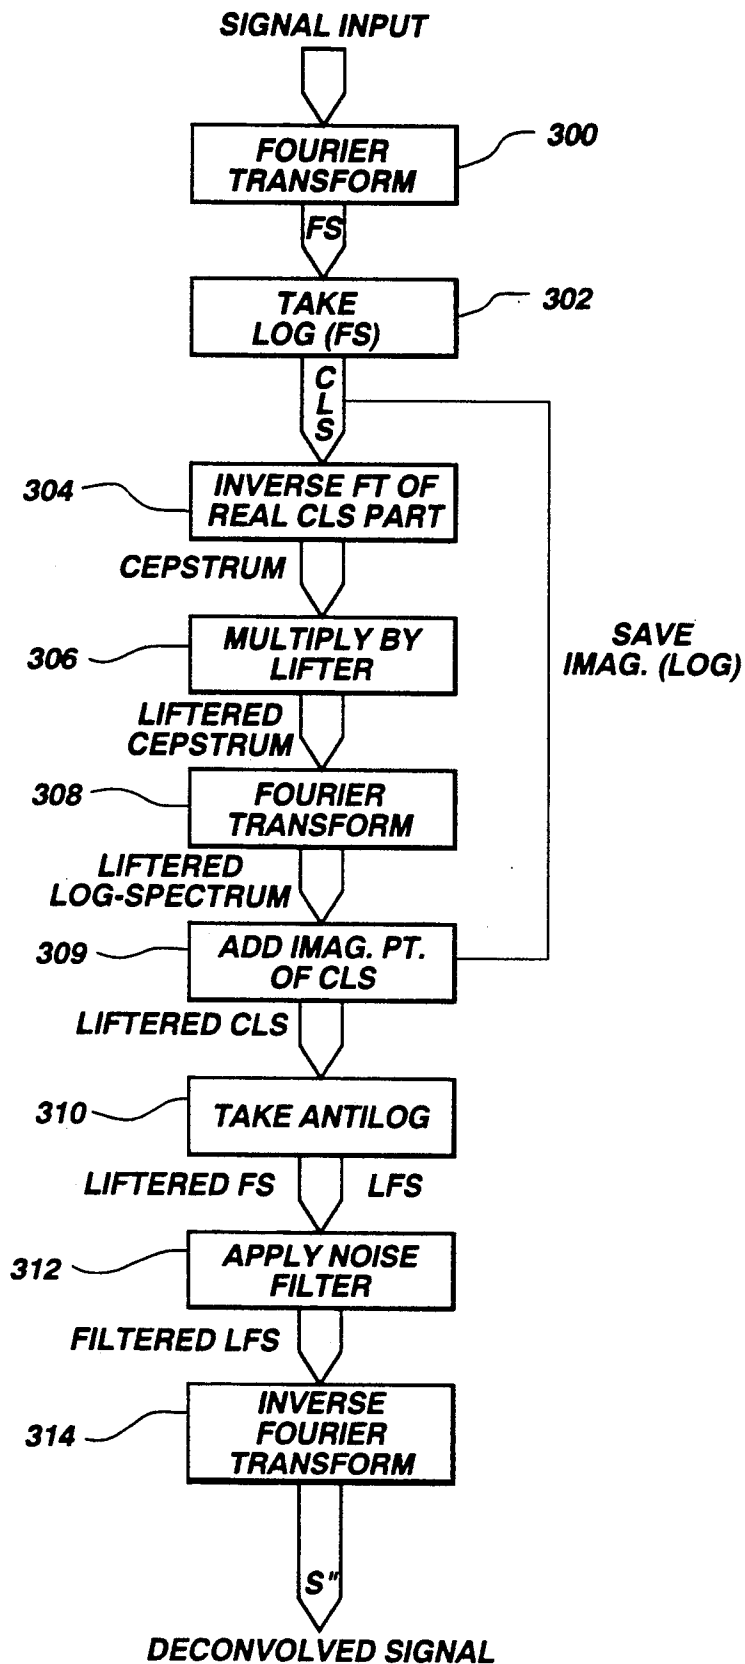 SIGNAL INPUT
FOURIER
TRANSFORM
300
FS
TAKE
LOG (FS)
302
C
L
S
304
INVERSE FT OF
REAL CLS PART
CEPSTRUM
306
MULTIPLY BY
LIFTER
SAVE
IMAG. (LOG)
LIFTERED
CEPSTRUM
308
FOURIER
TRANSFORM
LIFTERED
LOG-SPECTRUM
309
ADD IMAG. PT.
OF CLS
LIFTERED CLS
310
TAKE ANTILOG
LIFTERED FS
LFS
312
APPLY NOISE
FILTER
FILTERED LFS
314
INVERSE
FOURIER
TRANSFORM
S"
DECONVOLVED SIGNAL